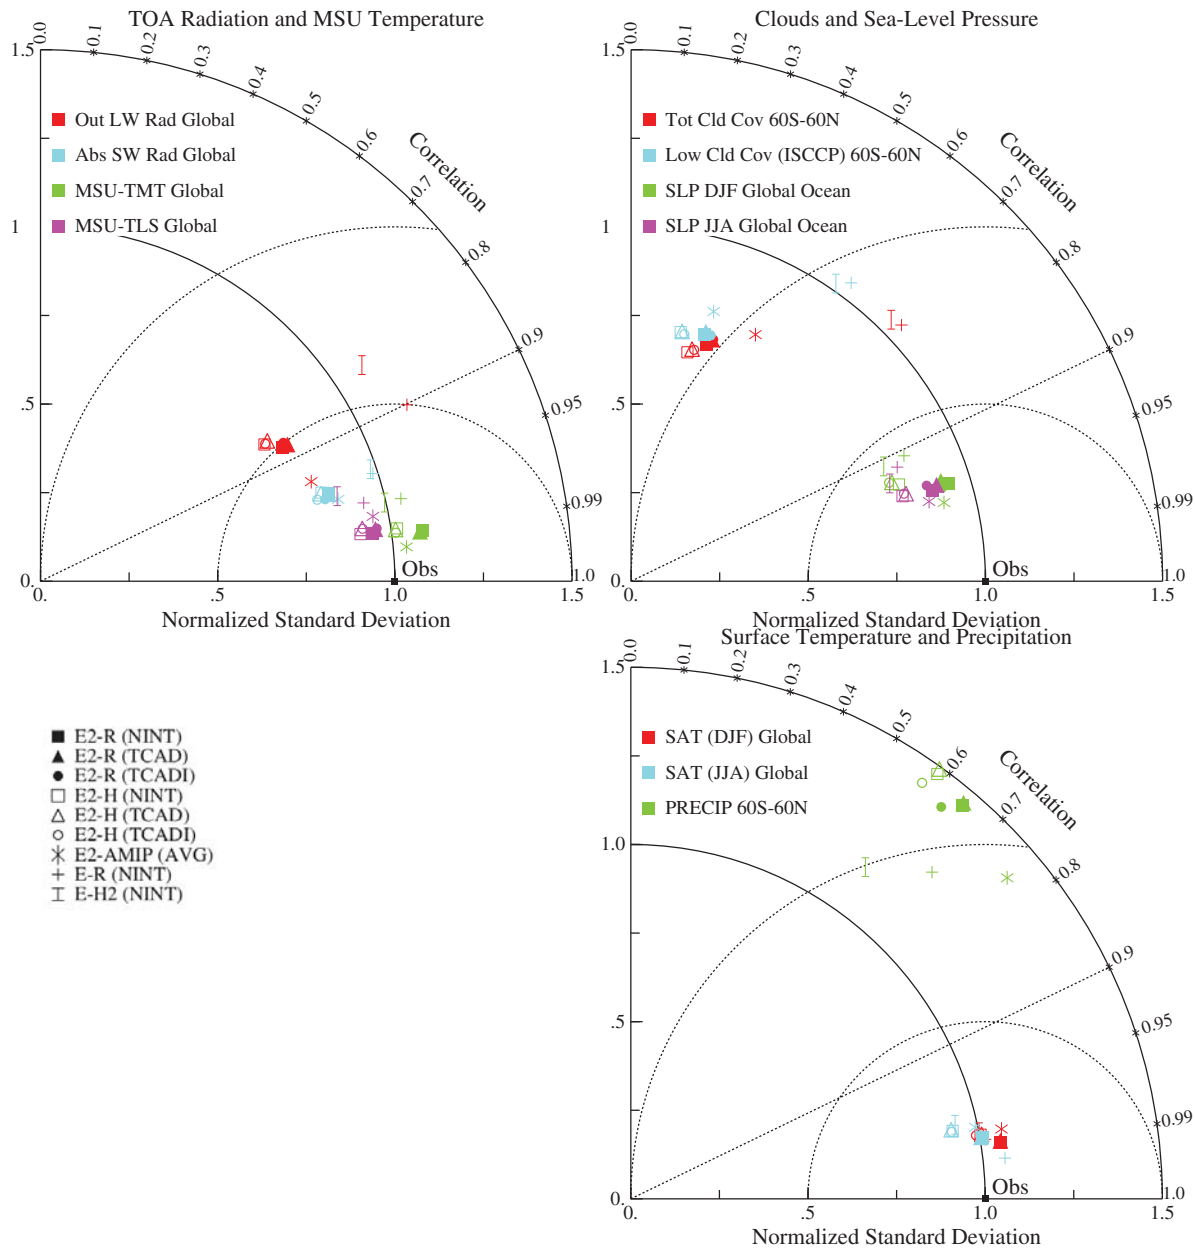 TOA Radiation and MSU Temperature
0.0
0.1
0.2
0.3
0.4
0.5
0.6
0.7
0.8
0.9
0.95
0.99
1.0
Correlation
1.5
1
.5
0.
Out LW Rad Global
Abs SW Rad Global
MSU-TMT Global
MSU-TLS Global
Obs
0.
.5
1.0
1.5
Normalized Standard Deviation
Clouds and Sea-Level Pressure
0.0
0.1
0.2
0.3
0.4
0.5
0.6
0.7
0.8
0.9
0.95
0.99
1.0
Correlation
1.5
1.0
.5
0.
Tot Cld Cov 60S-60N
Low Cld Cov (ISCCP) 60S-60N
SLP DJF Global Ocean
SLP JJA Global Ocean
Obs
0.
.5
1.0
1.5
Normalized Standard Deviation
E2-R (NINT)
E2-R (TCAD)
E2-R (TCADI)
E2-H (NINT)
E2-H (TCAD)
E2-H (TCADI)
E2-AMIP (AVG)
E-R (NINT)
E-H2 (NINT)
Surface Temperature and Precipitation
0.0
0.1
0.2
0.3
0.4
0.5
0.6
0.7
0.8
0.9
0.95
0.99
1.0
Correlation
1.5
1.0
.5
0.
SAT (DJF) Global
SAT (JJA) Global
PRECIP 60S-60N
Obs
0.
.5
1.0
1.5
Normalized Standard Deviation